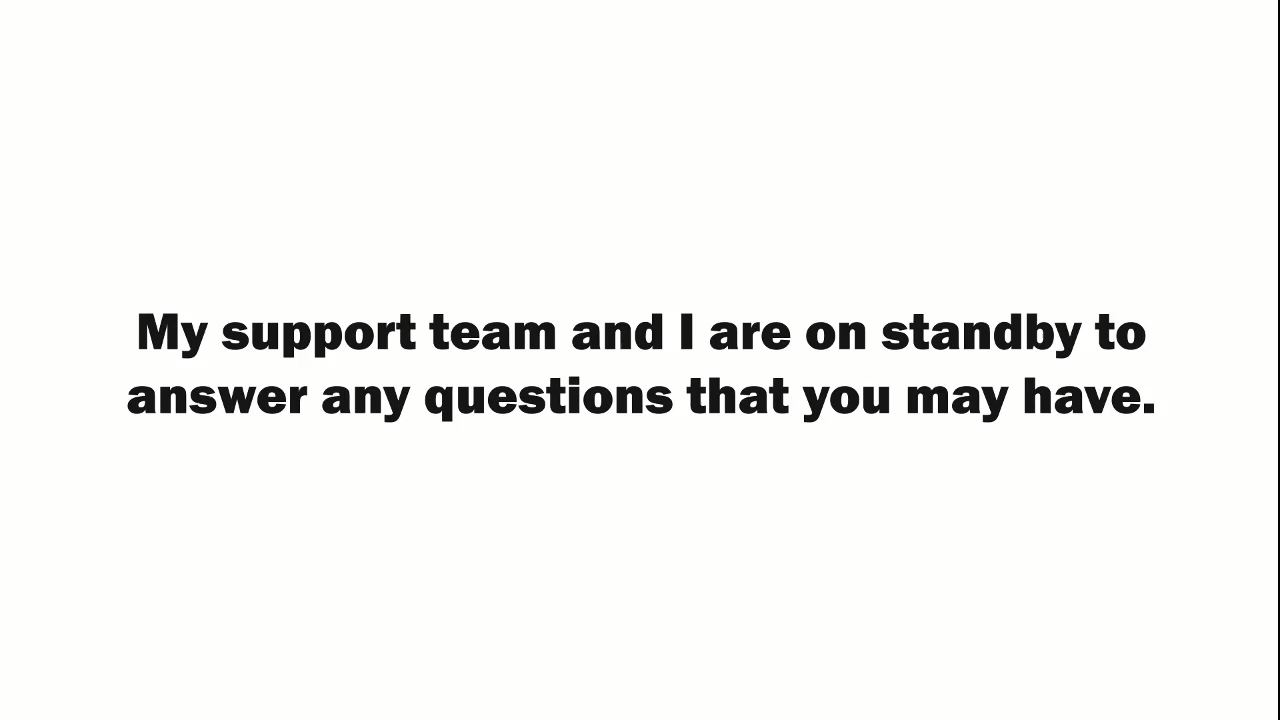 My support team and I are on standby to
answer any questions that you may have.